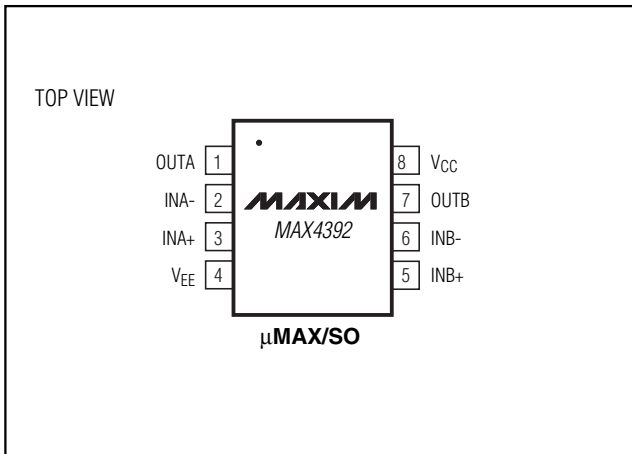 TOP VIEW
OUTA 1 8 VCC
INA- 2 MAXIM 7 OUTB
INA+ 3 MAX4392 6 INB-
VEE 4 5 INB+
μMAX/SO